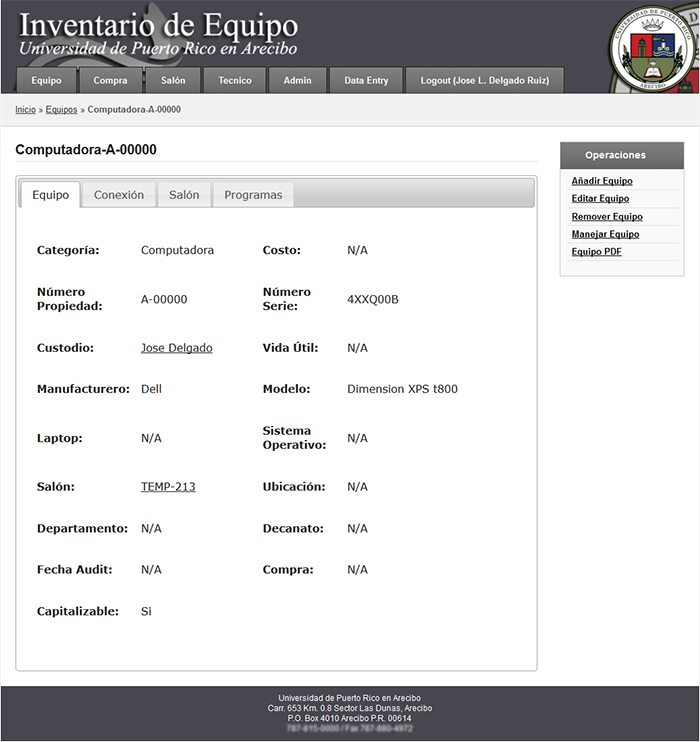 Inventario de Equipo
Universidad de Puerto Rico en Arecibo
Equipo Compra Salón Tecnico Admin Data Entry Logout (Jose L. Delgado Ruiz)
UNIVERSIDAD DE PUERTO RICO
ARECIBO
Inicio » Equipos » Computadora-A-00000
Computadora-A-00000
Equipo Conexión Salón Programas
Categoría: Computadora Costo: N/A
Número Propiedad: A-00000 Número Serie: 4XXQ00B
Custodio: Jose Delgado Vida Útil: N/A
Manufacturero: Dell Modelo: Dimension XPS t800
Laptop: N/A Sistema Operativo: N/A
Salón: TEMP-213 Ubicación: N/A
Departamento: N/A Decanato: N/A
Fecha Audit: N/A Compra: N/A
Capitalizable: Si
Operaciones
Añadir Equipo
Editar Equipo
Remover Equipo
Manejar Equipo
Equipo PDF
Universidad de Puerto Rico en Arecibo
Carr. 653 Km. 0.8 Sector Las Dunas, Arecibo
P.O. Box 4010 Arecibo P.R. 00614